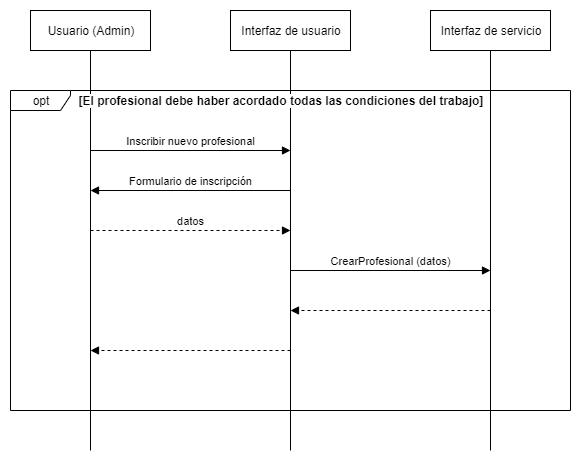 Usuario (Admin)
Interfaz de usuario
Interfaz de servicio
opt
[El profesional debe haber acordado todas las condiciones del trabajo]
Inscribir nuevo profesional
Formulario de inscripción
datos
CrearProfesional (datos)